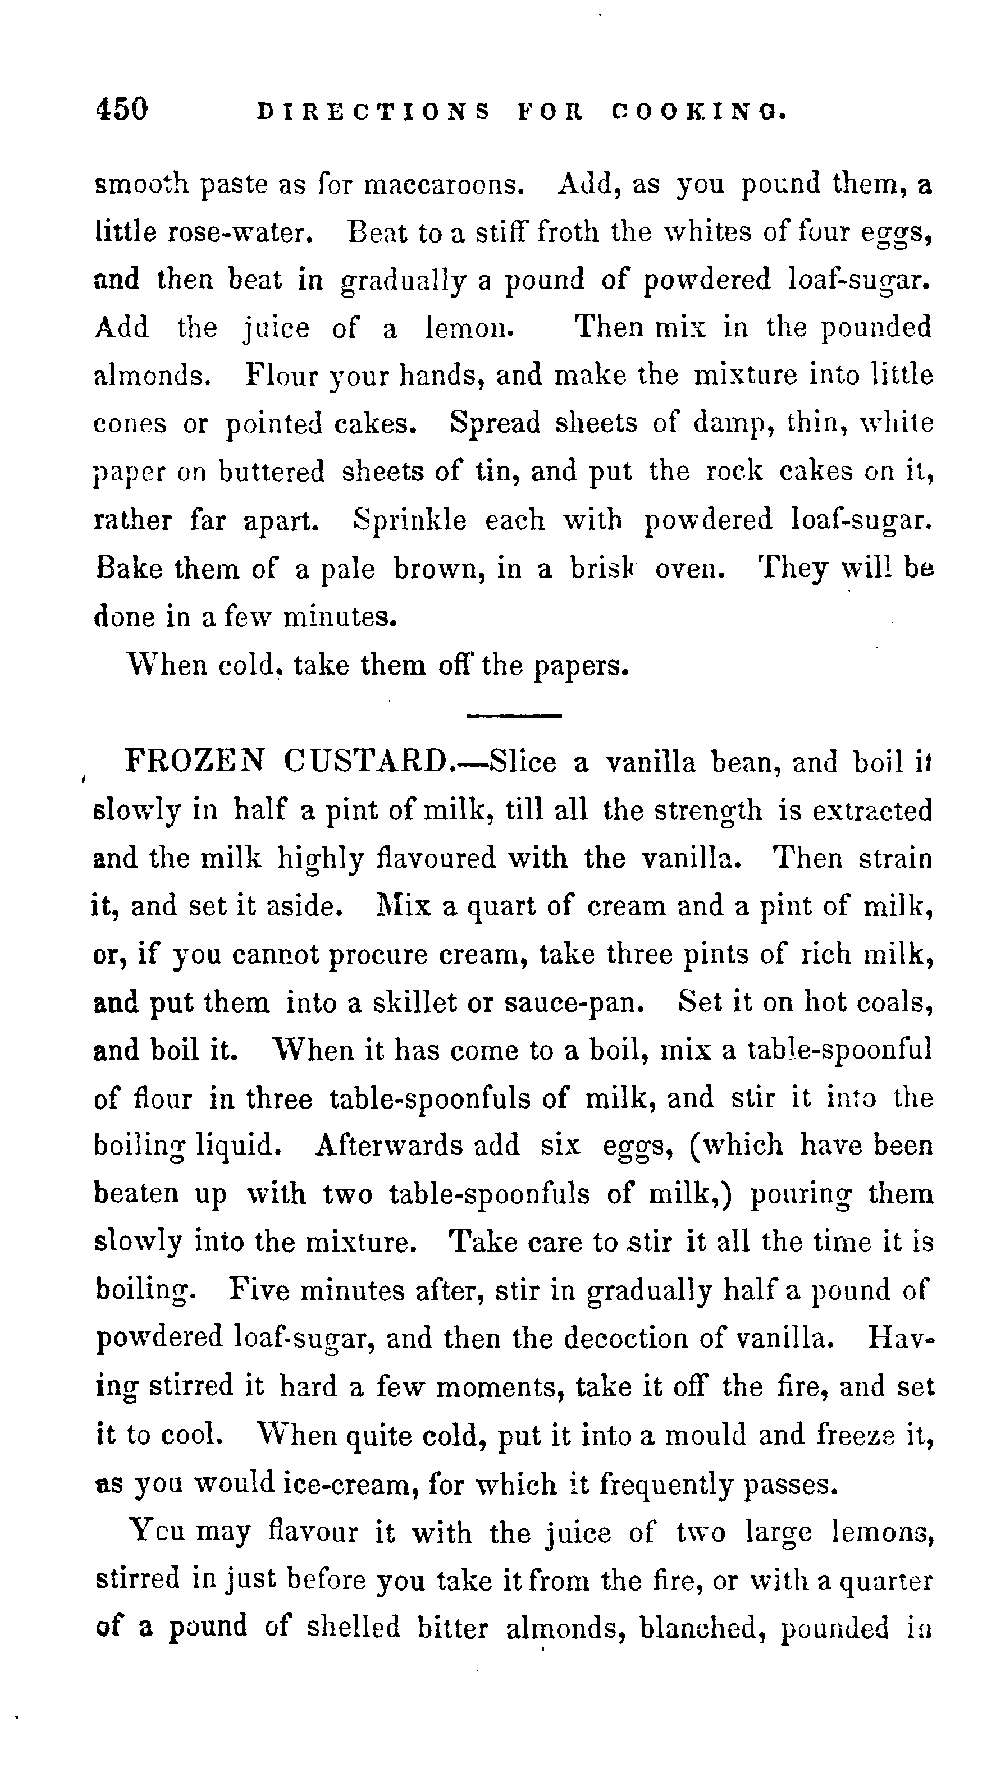 450 DIRECTIONS FOR COOKING.
smooth paste as for maccaroons. Add, as you pound them, a
little rose-water. Beat to a stiff froth the whites of four eggs,
and then beat in gradually a pound of powdered loaf-sugar.
Add the juice of a lemon. Then mix in the pounded
almonds. Flour your hands, and make the mixture into little
cones or pointed cakes. Spread sheets of damp, thin, white
paper on buttered sheets of tin, and put the rock cakes on it,
rather far apart. Sprinkle each with powdered loaf-sugar.
Bake them of a pale brown, in a brisk oven. They will be
done in a few minutes.
When cold, take them off the papers.
FROZEN CUSTARD.—Slice a vanilla bean, and boil it
slowly in half a pint of milk, till all the strength is extracted
and the milk highly flavoured with the vanilla. Then strain
it, and set it aside. Mix a quart of cream and a pint of milk,
or, if you cannot procure cream, take three pints of rich milk,
and put them into a skillet or sauce-pan. Set it on hot coals,
and boil it. When it has come to a boil, mix a table-spoonful
of flour in three table-spoonfuls of milk, and stir it into the
boiling liquid. Afterwards add six eggs, (which have been
beaten up with two table-spoonfuls of milk,) pouring them
slowly into the mixture. Take care to stir it all the time it is
boiling. Five minutes after, stir in gradually half a pound of
powdered loaf-sugar, and then the decoction of vanilla. Hav-
ing stirred it hard a few moments, take it off the fire, and set
it to cool. When quite cold, put it into a mould and freeze it,
as you would ice-cream, for which it frequently passes.
You may flavour it with the juice of two large lemons,
stirred in just before you take it from the fire, or with a quarter
of a pound of shelled bitter almonds, blanched, pounded in